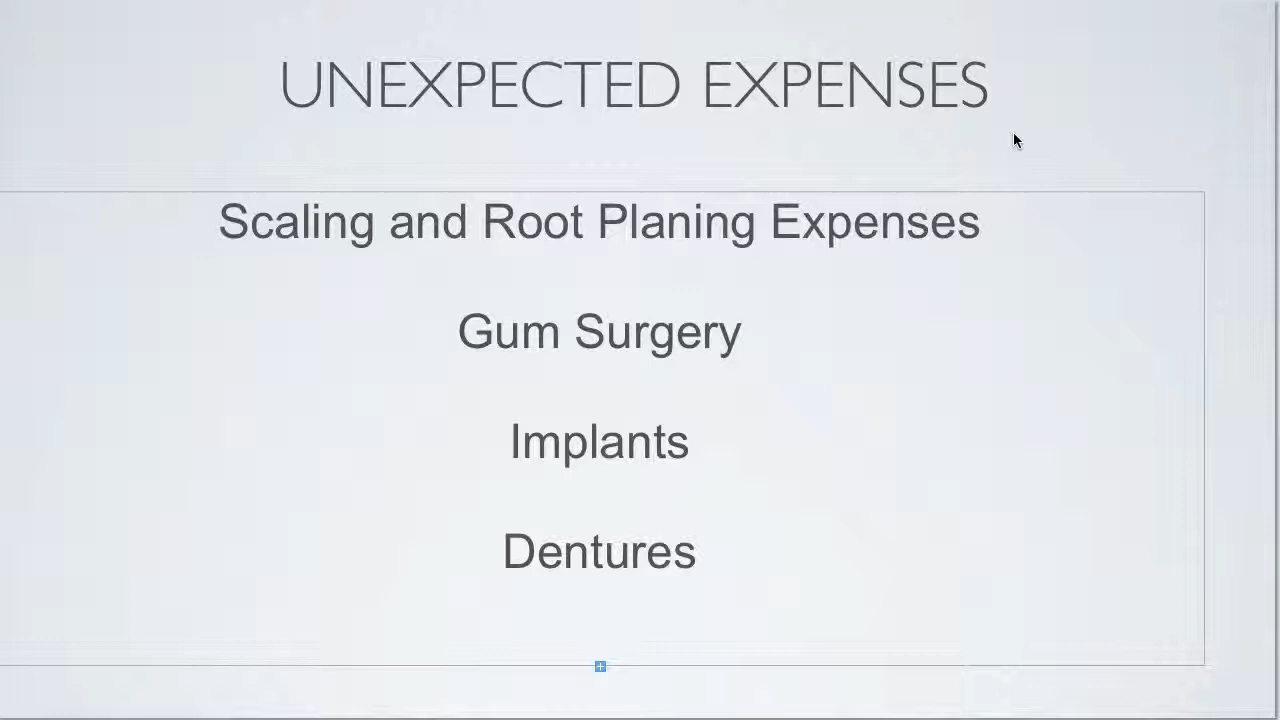 UNEXPECTED EXPENSES
Scaling and Root Planing Expenses
Gum Surgery
Implants
Dentures